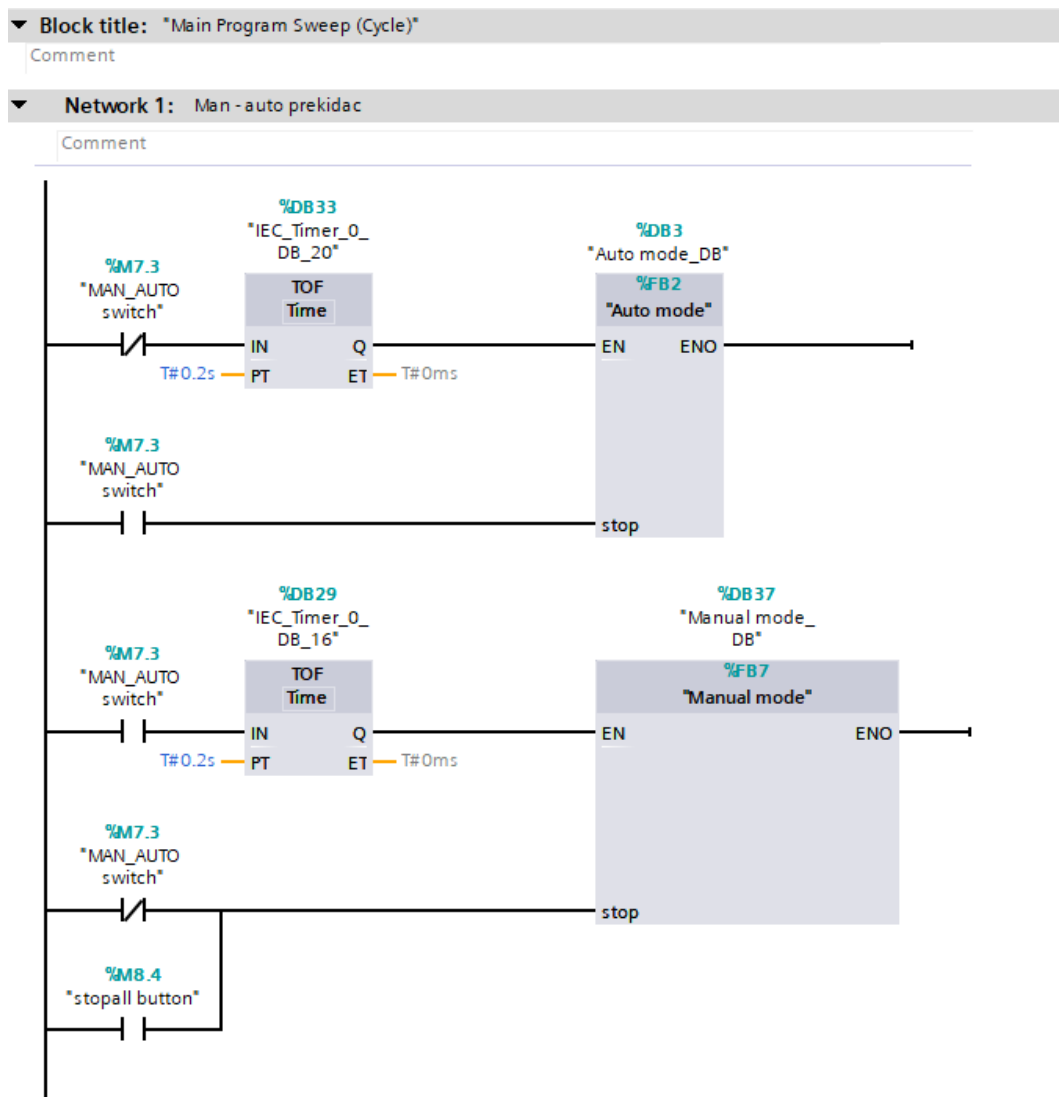 Block title: "Main Program Sweep (Cycle)"
Comment
Network 1: Man - auto prekidac
Comment
%DB33
"IEC_Timer_0_
DB_20"
%DB3
"Auto mode_DB"
%M7.3
"MAN_AUTO
switch"
TOF
Time
%FB2
"Auto mode"
IN Q
EN ENO
T#0.2s PT ET T#0ms
%M7.3
"MAN_AUTO
switch"
stop
%DB29
"IEC_Timer_0_
DB_16"
%DB37
"Manual mode_
DB"
%M7.3
"MAN_AUTO
switch"
TOF
Time
%FB7
"Manual mode"
IN Q
EN ENO
T#0.2s PT ET T#0ms
%M7.3
"MAN_AUTO
switch"
stop
%M8.4
"stopall button"